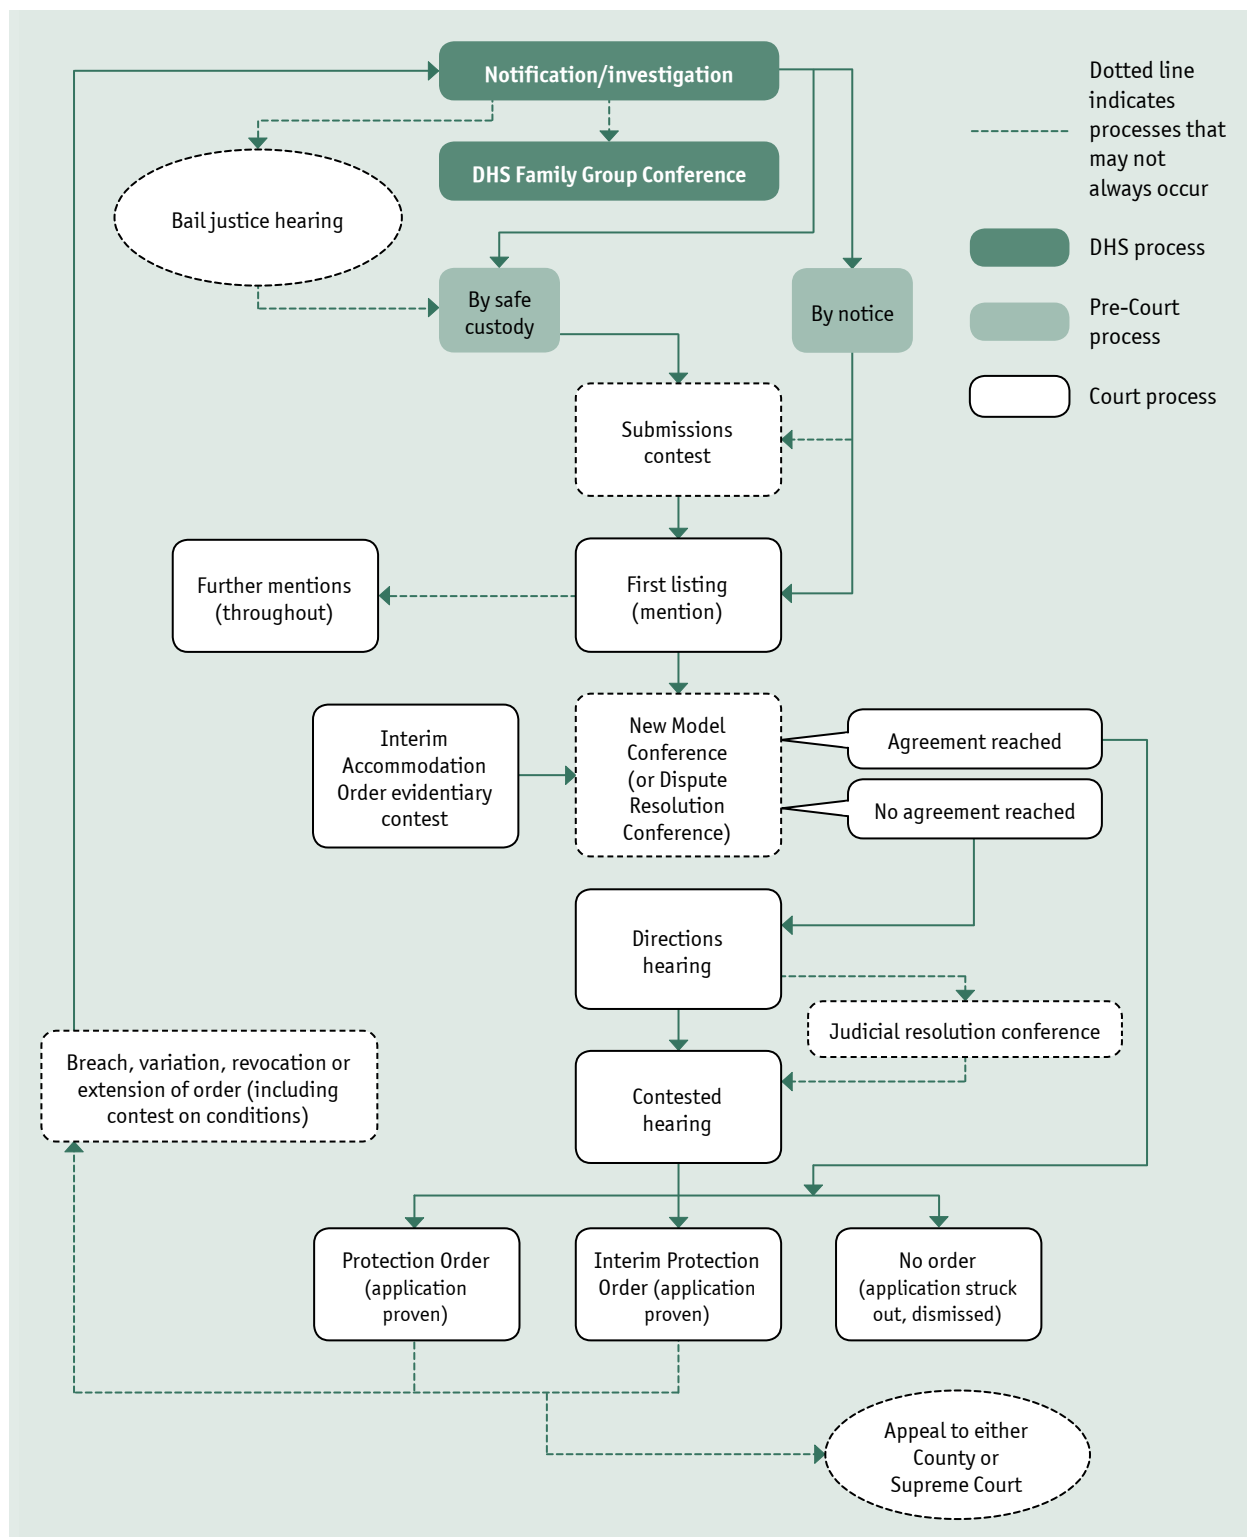 Notification/investigation
Dotted line
indicates
processes that
may not
always occur
DHS Family Group Conference
Bail justice hearing
DHS process
By safe
custody
By notice
Pre-Court
process
Court process
Submissions
contest
Further mentions
(throughout)
First listing
(mention)
Interim
Accommodation
Order evidentiary
contest
New Model
Conference
(or Dispute
Resolution
Conference)
Agreement reached
No agreement reached
Directions
hearing
Judicial resolution conference
Breach, variation, revocation or
extension of order (including
contest on conditions)
Contested
hearing
Protection Order
(application
proven)
Interim Protection
Order (application
proven)
No order
(application struck
out, dismissed)
Appeal to either
County or
Supreme Court